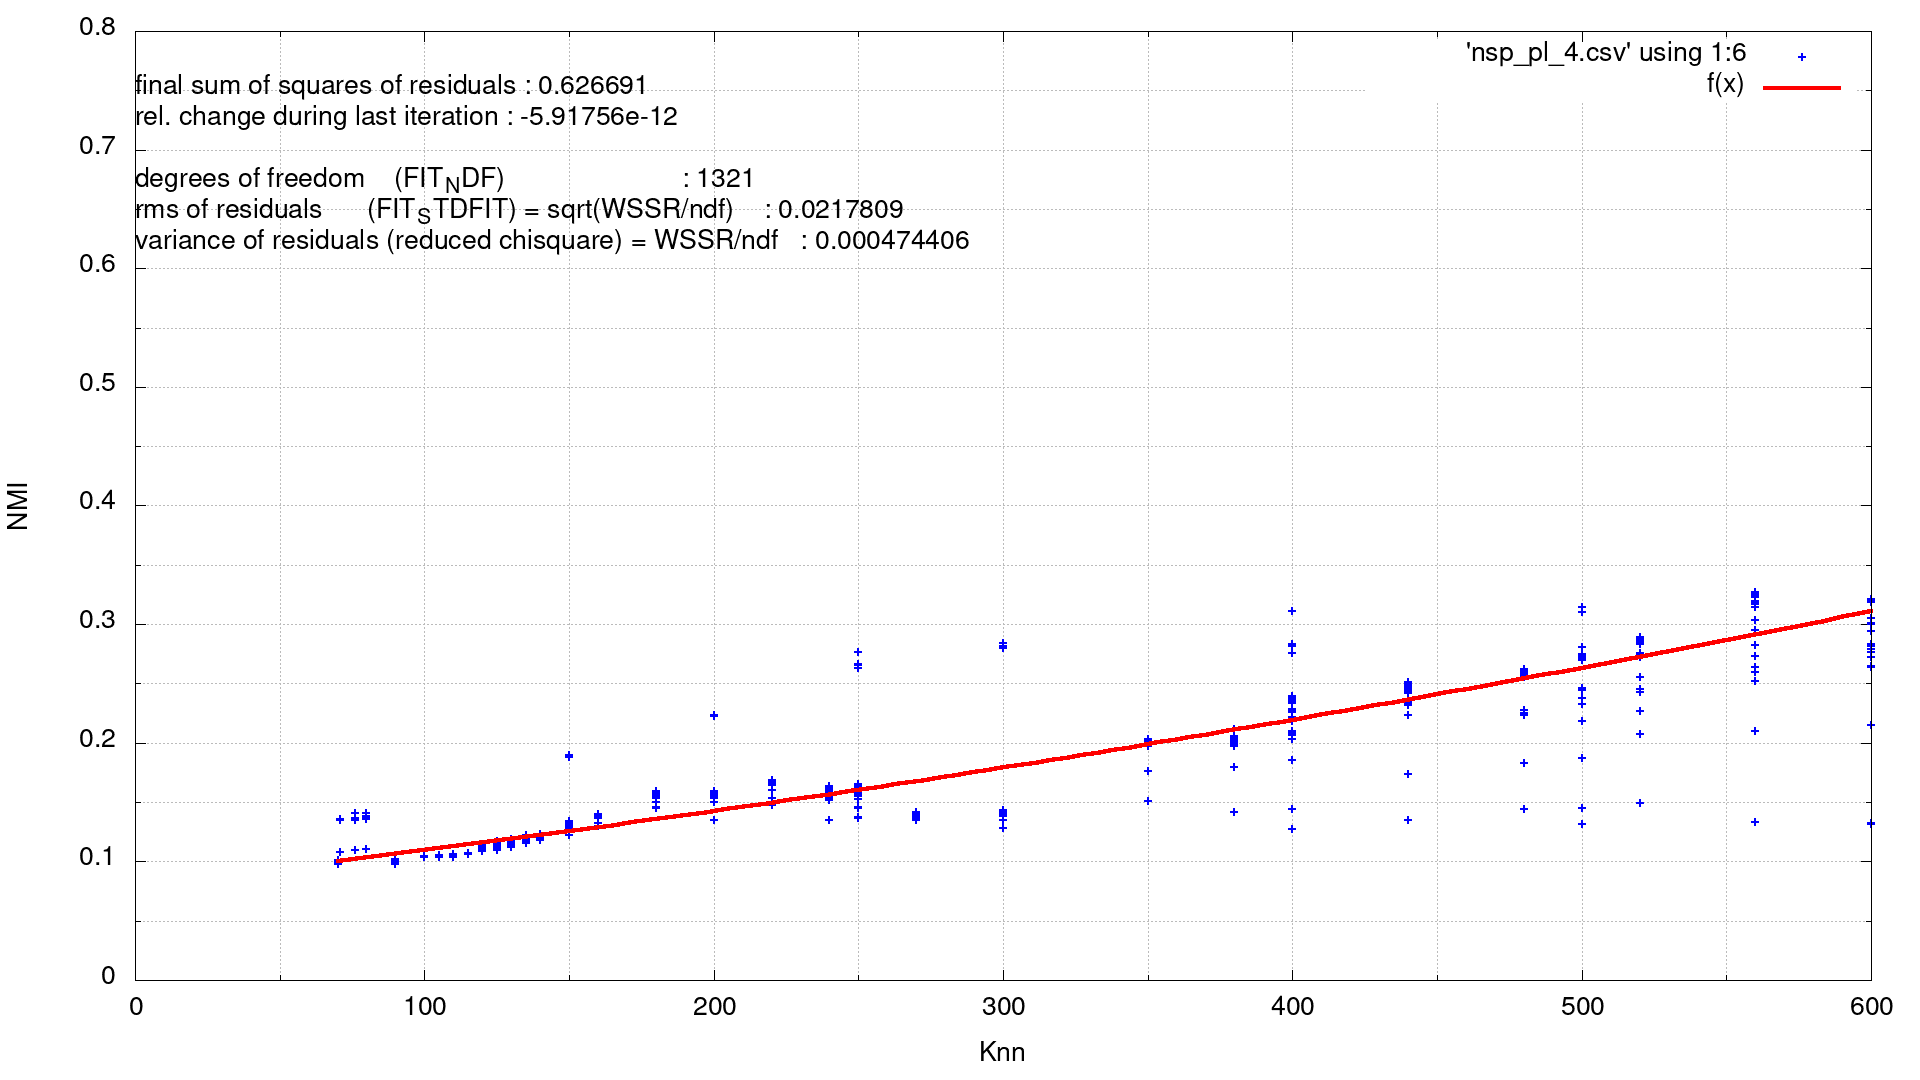 'nsp_pl_4.csv' using 1:6
f(x)
final sum of squares of residuals : 0.626691
rel. change during last iteration : -5.91756e-12
degrees of freedom (FIT_NDF) : 1321
rms of residuals (FIT_STDFIT) = sqrt(WSSR/ndf) : 0.0217809
variance of residuals (reduced chisquare) = WSSR/ndf : 0.000474406
0.8
0.7
0.6
0.5
0.4
0.3
0.2
0.1
0
NMI
0 100 200 300 400 500 600
Knn